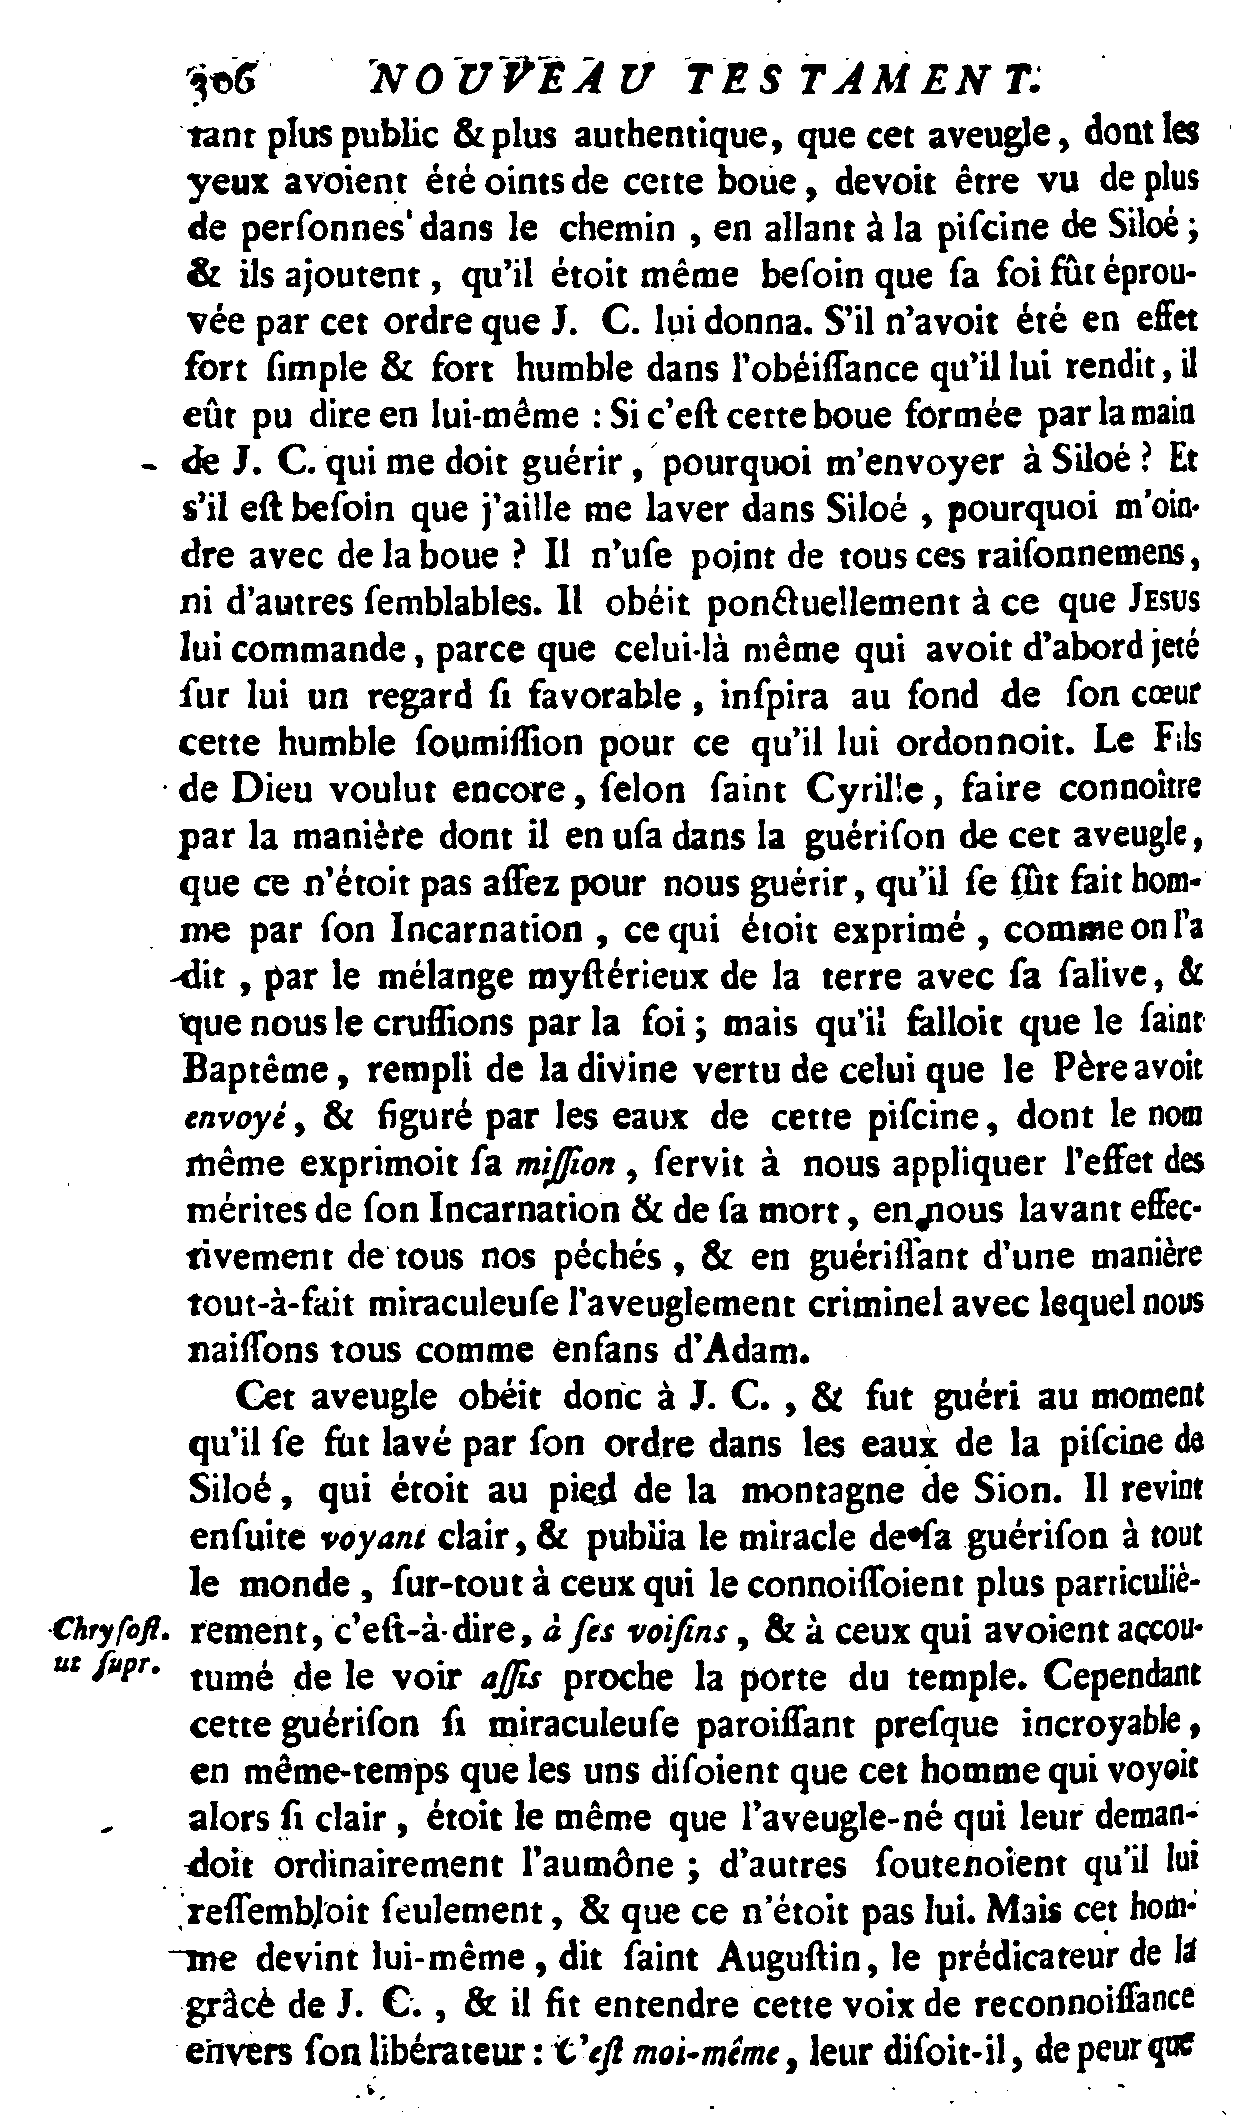 306 NOUVEAU TESTAMENT.
tant plus public & plus authentique, que cet aveugle, dont les
yeux avoient été oints de cette boue, devoit être vu de plus
de perſonnes dans le chemin, en allant à la piſcine de Siloé;
& ils ajoutent, qu'il étoit même beſoin que ſa foi fût éprou-
vée par cet ordre que J. C. lui donna. S'il n'avoit été en effet
fort ſimple & fort humble dans l'obéiſſance qu'il lui rendit, il
eût pu dire en lui-même : Si c'eſt cette boue formée par la main
de J. C. qui me doit guérir, pourquoi m'envoyer à Siloé ? Et
s'il eſt beſoin que j'aille me laver dans Siloé, pourquoi m'oin-
dre avec de la boue ? Il n'uſe point de tous ces raiſonnemens,
ni d'autres ſemblables. Il obéit ponctuellement à ce que JESUS
lui commande, parce que celui-là même qui avoit d'abord jeté
ſur lui un regard ſi favorable, inſpira au fond de ſon cœur
cette humble ſoumiſſion pour ce qu'il lui ordonnoit. Le Fils
de Dieu voulut encore, ſelon ſaint Cyrille, faire connoître
par la manière dont il en uſa dans la guériſon de cet aveugle,
que ce n'étoit pas aſſez pour nous guérir, qu'il ſe fût fait hom-
me par ſon Incarnation, ce qui étoit exprimé, comme on l'a
dit, par le mélange myſtérieux de la terre avec ſa ſalive, &
que nous le cruſſions par la foi; mais qu'il falloit que le ſaint
Baptême, rempli de la divine vertu de celui que le Père avoit
envoyé, & figuré par les eaux de cette piſcine, dont le nom
même exprimoit ſa miſſion, ſervit à nous appliquer l'effet des
mérites de ſon Incarnation & de ſa mort, en nous lavant effec-
tivement de tous nos péchés, & en guériſſant d'une manière
tout-à-fait miraculeuſe l'aveuglement criminel avec lequel nous
naiſſons tous comme enfans d'Adam.
Cet aveugle obéit donc à J. C., & fut guéri au moment
qu'il ſe fut lavé par ſon ordre dans les eaux de la piſcine de
Siloé, qui étoit au pied de la montagne de Sion. Il revint
enſuite voyant clair, & publia le miracle de ſa guériſon à tout
le monde, ſur-tout à ceux qui le connoiſſoient plus particuliè-
Chryſoſt. rement, c'eſt-à-dire, à ſes voiſins, & à ceux qui avoient accou-
ut ſupr. tumé de le voir aſſis proche la porte du temple. Cependant
cette guériſon ſi miraculeuſe paroiſſant preſque incroyable,
en même-temps que les uns diſoient que cet homme qui voyoit
alors ſi clair, étoit le même que l'aveugle-né qui leur deman-
doit ordinairement l'aumône; d'autres ſoutenoient qu'il lui
reſſembloit ſeulement, & que ce n'étoit pas lui. Mais cet hom-
me devint lui-même, dit ſaint Auguſtin, le prédicateur de la
grâce de J. C., & il fit entendre cette voix de reconnoiſſance
envers ſon libérateur : C'eſt moi-même, leur diſoit-il, de peur que